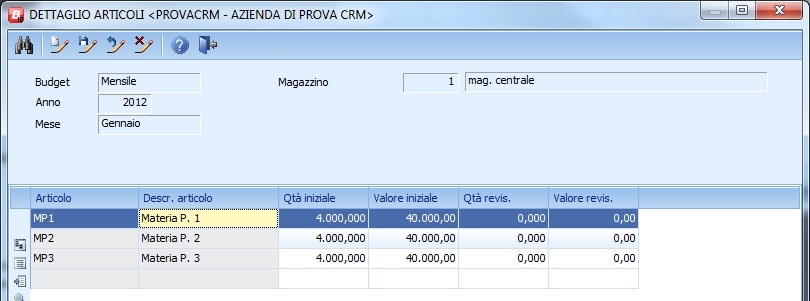 DETTAGLIO ARTICOLI <PROVACRM - AZIENDA DI PROVA CRM>
Budget Mensile Magazzino 1 mag. centrale
Anno 2012
Mese Gennaio
Articolo Descr. articolo Qtà iniziale Valore iniziale Qtà revis. Valore revis.
MP1 Materia P. 1 4.000,000 40.000,00 0,000 0,00
MP2 Materia P. 2 4.000,000 40.000,00 0,000 0,00
MP3 Materia P. 3 4.000,000 40.000,00 0,000 0,00